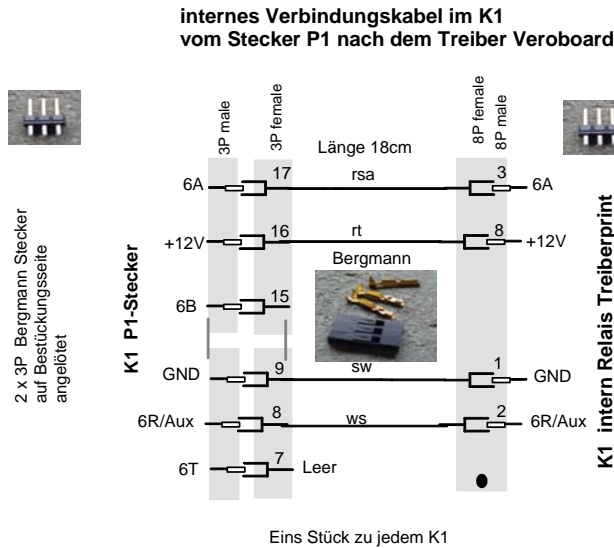 internes Verbindungskabel im K1
vom Stecker P1 nach dem Treiber Veroboard
3P male
3P female
8P female
8P male
Länge 18cm
6A
17
rsa
3
6A
+12V
16
rt
8
+12V
Bergmann
6B
15
GND
9
sw
1
GND
6R/Aux
8
ws
2
6R/Aux
6T
7
Leer
2 x 3P Bergmann Stecker
auf Bestückungsseite
angelötet
K1 P1-Stecker
K1 intern Relais Treiberprint
Eins Stück zu jedem K1